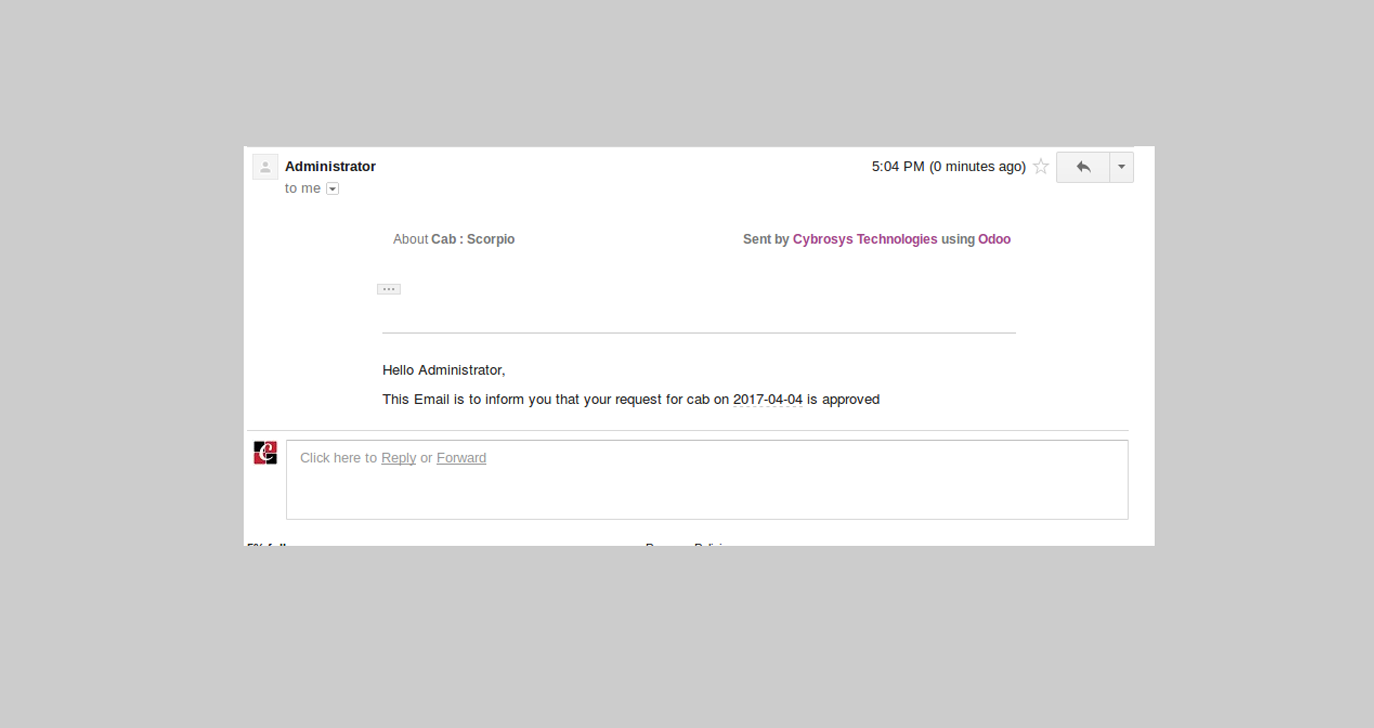 Administrator
5:04 PM (0 minutes ago)
to me
About Cab : Scorpio
Sent by Cybrosys Technologies using Odoo
Hello Administrator,
This Email is to inform you that your request for cab on 2017-04-04 is approved
Click here to Reply or Forward